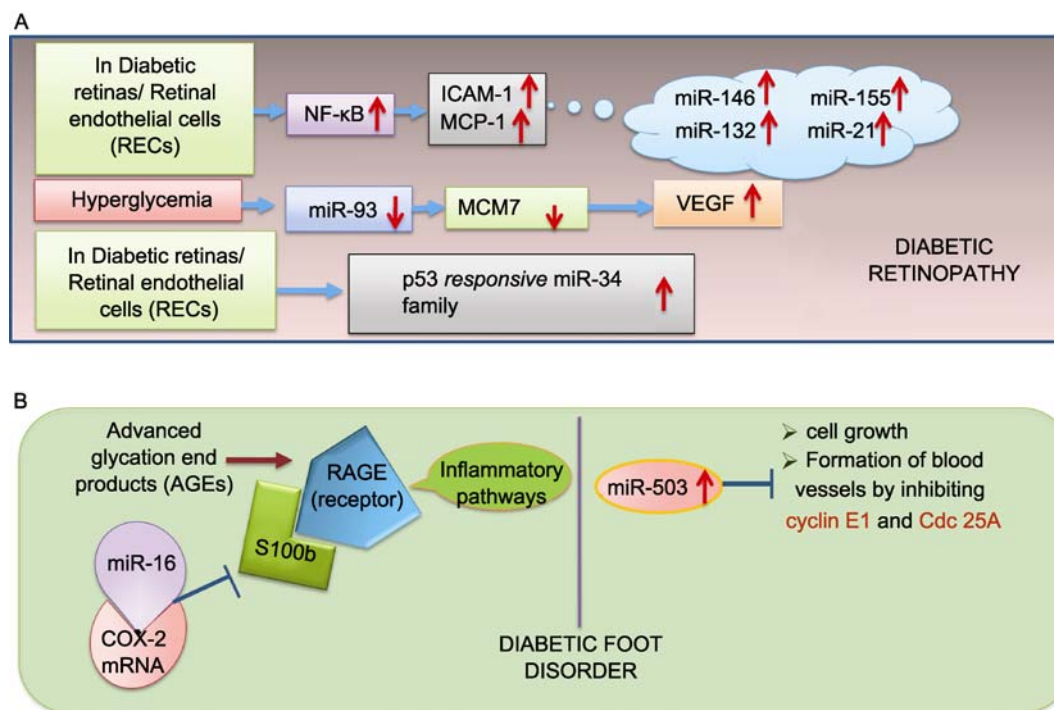 A
In Diabetic
retinas/ Retinal
endothelial cells
(RECs)
NF-κB
ICAM-1
MCP-1
miR-146
miR-155
miR-132
miR-21
Hyperglycemia
miR-93
MCM7
VEGF
In Diabetic retinas/
Retinal endothelial
cells (RECs)
p53 responsive miR-34
family
DIABETIC
RETINOPATHY
B
Advanced
glycation end
products (AGEs)
RAGE
(receptor)
S100b
Inflammatory
pathways
miR-16
COX-2
mRNA
miR-503
➢ cell growth
➢ Formation of blood
vessels by inhibiting
cyclin E1 and Cdc 25A
DIABETIC FOOT
DISORDER